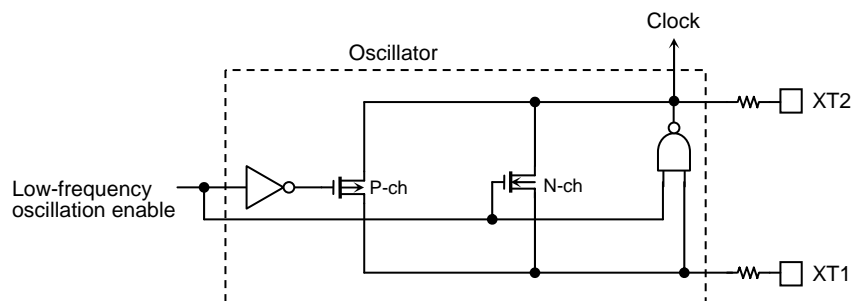 Clock
Oscillator
XT2
P-ch
N-ch
Low-frequency
oscillation enable
XT1